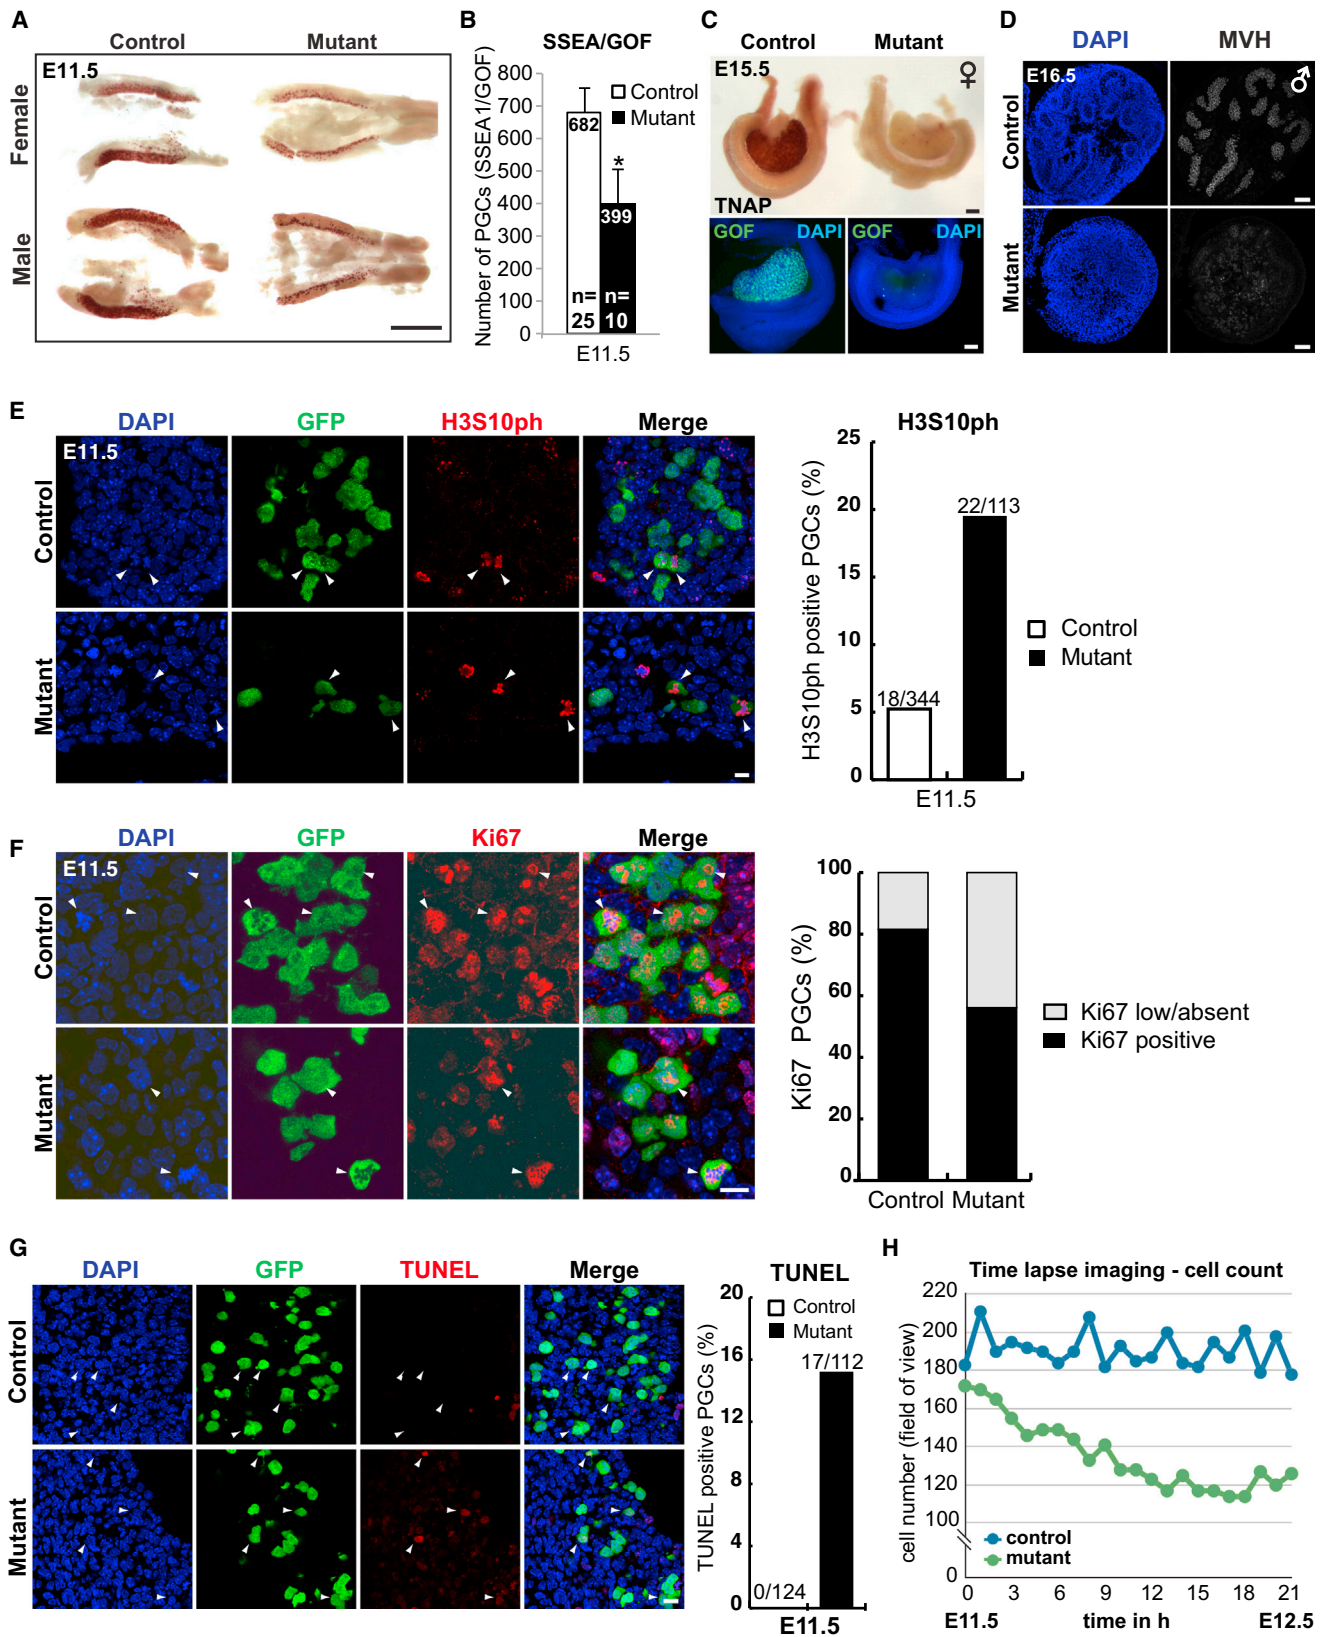 A
Control
Mutant
E11.5
Female
Male
B
SSEA/GOF
Number of PGCs (SSEA1/GOF)
800
700
600
500
400
300
200
100
0
Control
Mutant
682
*
399
n=
25
n=
10
E11.5
C
Control
Mutant
E15.5
♀
TNAP
GOF
DAPI
GOF
DAPI
D
DAPI
MVH
E16.5
♂
Control
Mutant
E
DAPI
GFP
H3S10ph
Merge
E11.5
Control
Mutant
H3S10ph
H3S10ph positive PGCs (%)
25
20
15
10
5
0
22/113
18/344
E11.5
Control
Mutant
F
DAPI
GFP
Ki67
Merge
E11.5
Control
Mutant
Ki67 PGCs (%)
100
80
60
40
20
0
Control Mutant
Ki67 low/absent
Ki67 positive
G
DAPI
GFP
TUNEL
Merge
Control
Mutant
TUNEL
TUNEL positive PGCs (%)
20
16
12
8
4
0
Control
Mutant
17/112
0/124
E11.5
H
Time lapse imaging - cell count
cell number (field of view)
220
200
180
160
140
120
100
0
control
mutant
0 3 6 9 12 15 18 21
E11.5 time in h E12.5